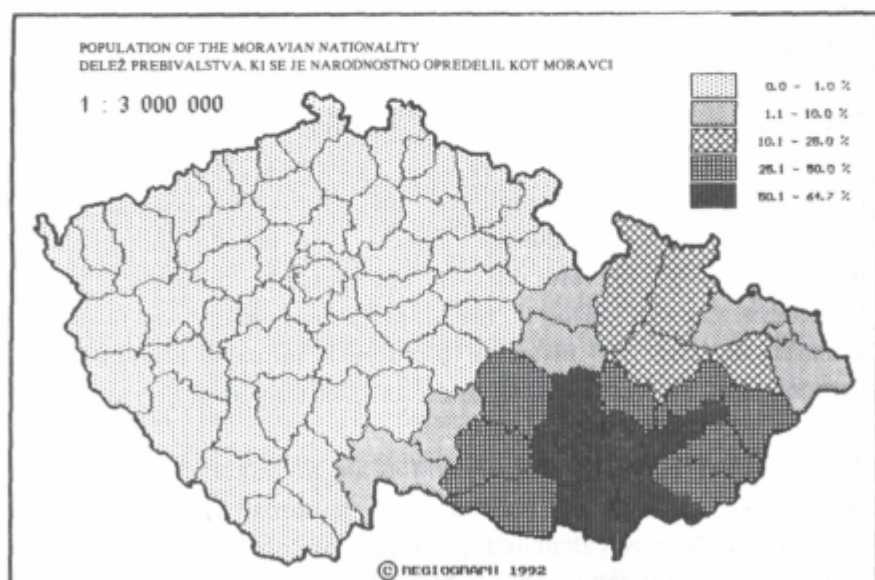 POPULATION OF THE MORAVIAN NATIONALITY
DELEŽ PREBIVALSTVA, KI SE JE NARODNOSTNO OPREDELIL KOT MORAVCI
1 : 3 000 000
0.0 - 1.0 %
1.1 - 10.0 %
10.1 - 25.0 %
25.1 - 50.0 %
50.1 - 64.7 %
© REGIOGRAPH 1992